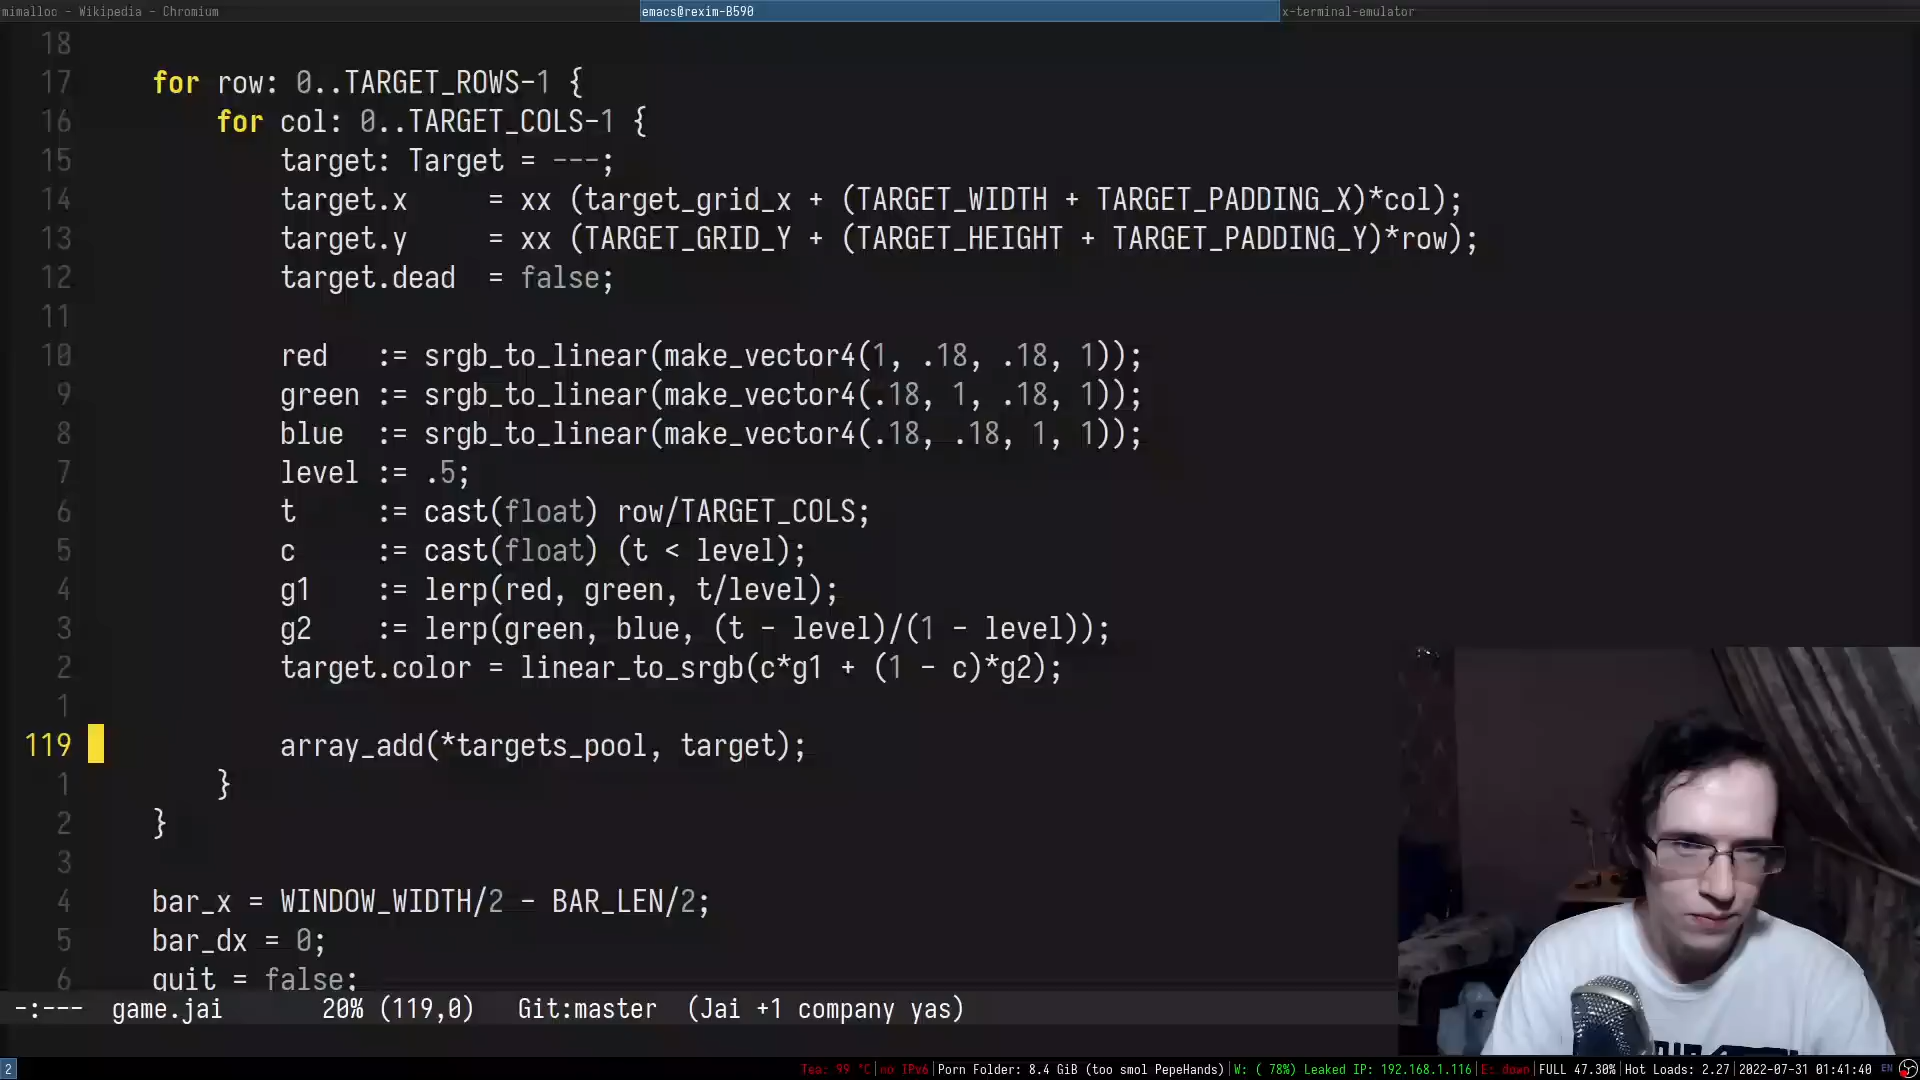 mimalloc - Wikipedia - Chromium
emacs@rexim-B590
x-terminal-emulator
18
17 for row: 0..TARGET_ROWS-1 {
16 for col: 0..TARGET_COLS-1 {
15 target: Target = ---;
14 target.x = xx (target_grid_x + (TARGET_WIDTH + TARGET_PADDING_X)*col);
13 target.y = xx (TARGET_GRID_Y + (TARGET_HEIGHT + TARGET_PADDING_Y)*row);
12 target.dead = false;
11
10 red := srgb_to_linear(make_vector4(1, .18, .18, 1));
9 green := srgb_to_linear(make_vector4(.18, 1, .18, 1));
8 blue := srgb_to_linear(make_vector4(.18, .18, 1, 1));
7 level := .5;
6 t := cast(float) row/TARGET_COLS;
5 c := cast(float) (t < level);
4 g1 := lerp(red, green, t/level);
3 g2 := lerp(green, blue, (t - level)/(1 - level));
2 target.color = linear_to_srgb(c*g1 + (1 - c)*g2);
1
119 array_add(*targets_pool, target);
1 }
2 }
3
4 bar_x = WINDOW_WIDTH/2 - BAR_LEN/2;
5 bar_dx = 0;
6 quit = false;
-:--- game.jai 20% (119,0) Git:master (Jai +1 company yas)
2 Tea: 99 °C|no IPv6|Porn Folder: 8.4 GiB (too smol PepeHands)|W: ( 78%) Leaked IP: 192.168.1.116|E: down|FULL 47.30%|Hot Loads: 2.27|2022-07-31 01:41:40 EN